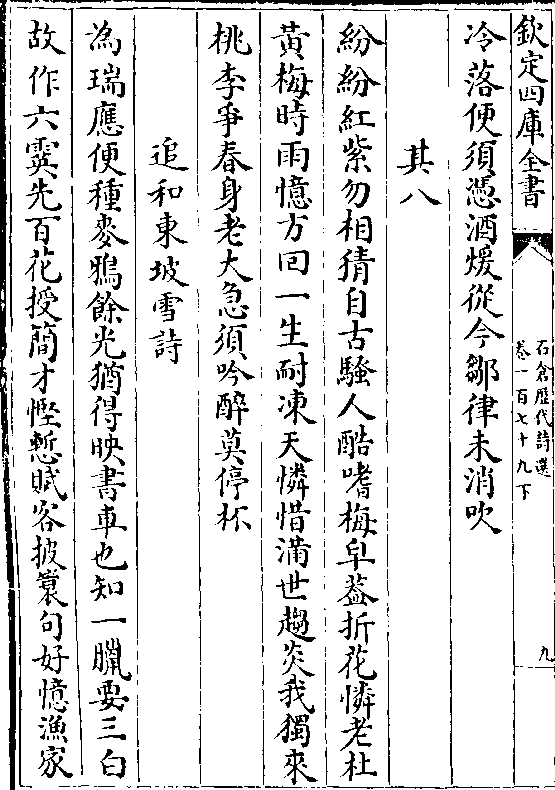 欽定四庫全書
石倉歴代詩選
卷一百七十九下
九
冷落便須憑酒煖從今鄒律未消吹
其八
紛紛紅紫勿相猜自古騷人酷嗜梅皁葢折花憐老杜
黃梅時雨憶方回一生耐凍天憐惜滿世趨炎我獨來
桃李爭春身老大急須吟醉莫停杯
追和東坡雪詩
為瑞應便種麥鴉餘光猶得映書車也知一臘要三白
故作六霙先百花授簡才慳慙賦客披蓑句好憶漁家